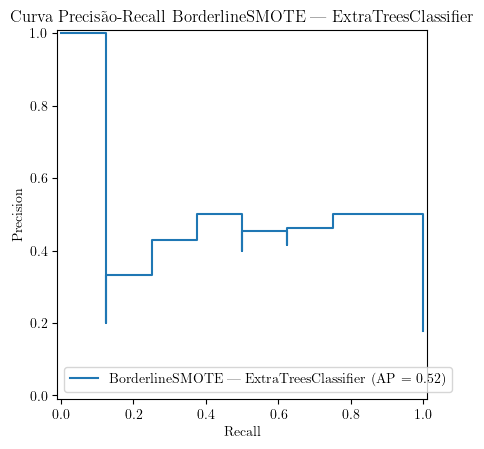 Curva Precisão-Recall BorderlineSMOTE — ExtraTreesClassifier
1.0
0.8
0.6
0.4
0.2
0.0
Precision
BorderlineSMOTE — ExtraTreesClassifier (AP = 0.52)
0.0 0.2 0.4 0.6 0.8 1.0
Recall